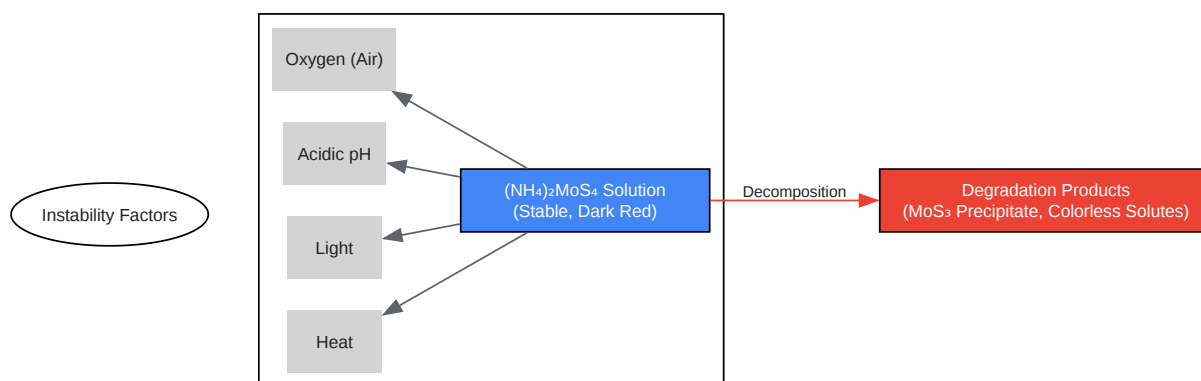 Instability Factors
Oxygen (Air)
Acidic pH
Light
Heat
(NH₄)₂MoS₄ Solution
(Stable, Dark Red)
Decomposition
Degradation Products
(MoS₃ Precipitate, Colorless Solutes)